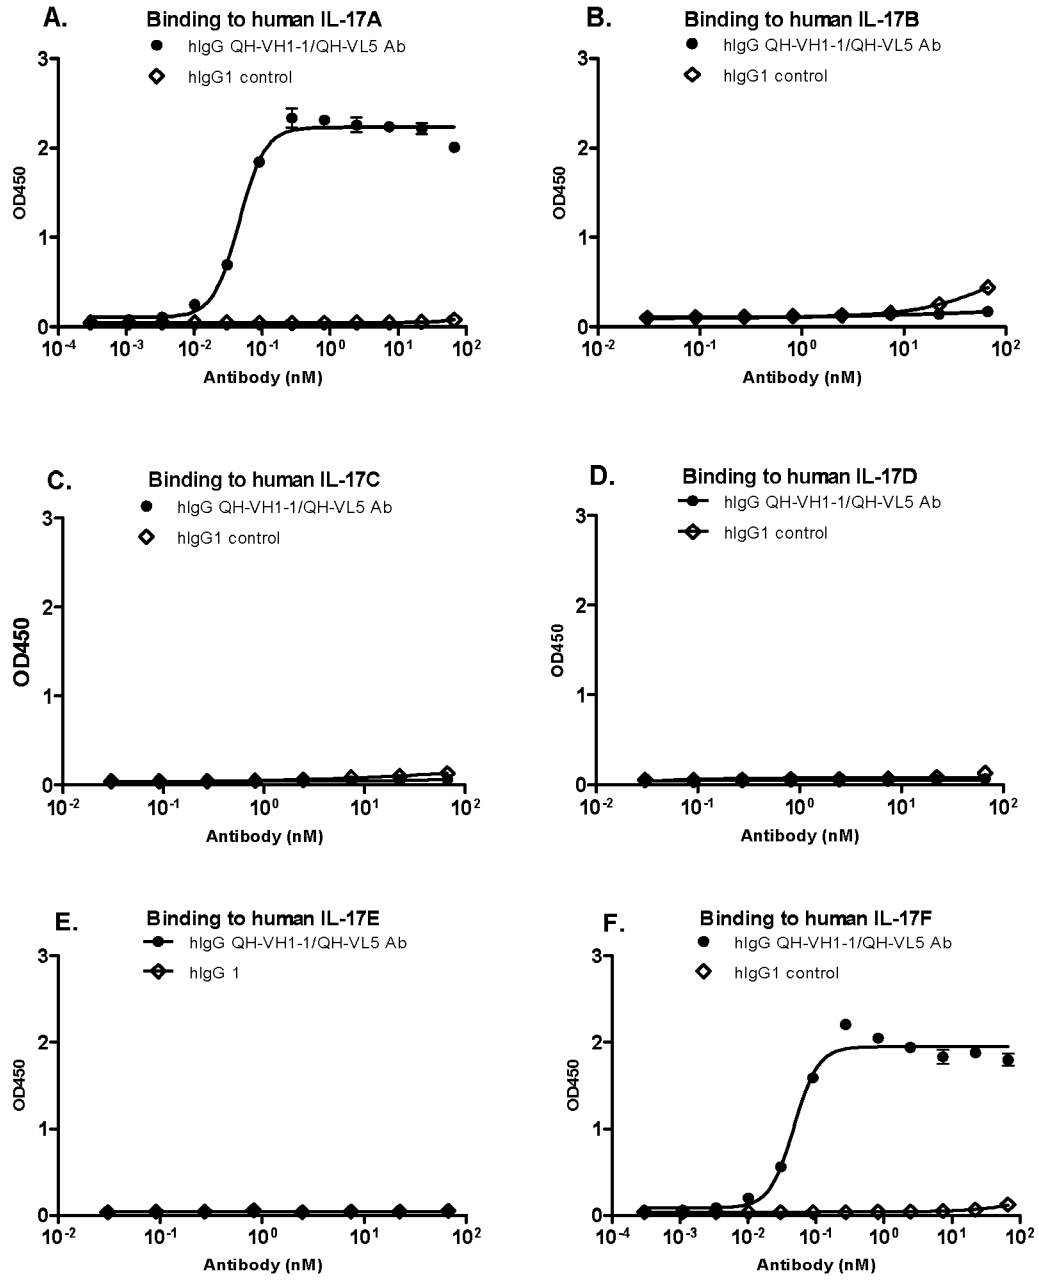 A.
Binding to human IL-17A
hIgG QH-VH1-1/QH-VL5 Ab
hIgG1 control
OD450
3
2
1
0
10-4 10-3 10-2 10-1 100 101 102
Antibody (nM)
B.
Binding to human IL-17B
hIgG QH-VH1-1/QH-VL5 Ab
hIgG1 control
OD450
3
2
1
0
10-2 10-1 100 101 102
Antibody (nM)
C.
Binding to human IL-17C
hIgG QH-VH1-1/QH-VL5 Ab
hIgG1 control
OD450
3
2
1
0
10-2 10-1 100 101 102
Antibody (nM)
D.
Binding to human IL-17D
hIgG QH-VH1-1/QH-VL5 Ab
hIgG1 control
OD450
3
2
1
0
10-2 10-1 100 101 102
Antibody (nM)
E.
Binding to human IL-17E
hIgG QH-VH1-1/QH-VL5 Ab
hIgG 1
OD450
3
2
1
0
10-2 10-1 100 101 102
Antibody (nM)
F.
Binding to human IL-17F
hIgG QH-VH1-1/QH-VL5 Ab
hIgG1 control
OD450
3
2
1
0
10-4 10-3 10-2 10-1 100 101 102
Antibody (nM)